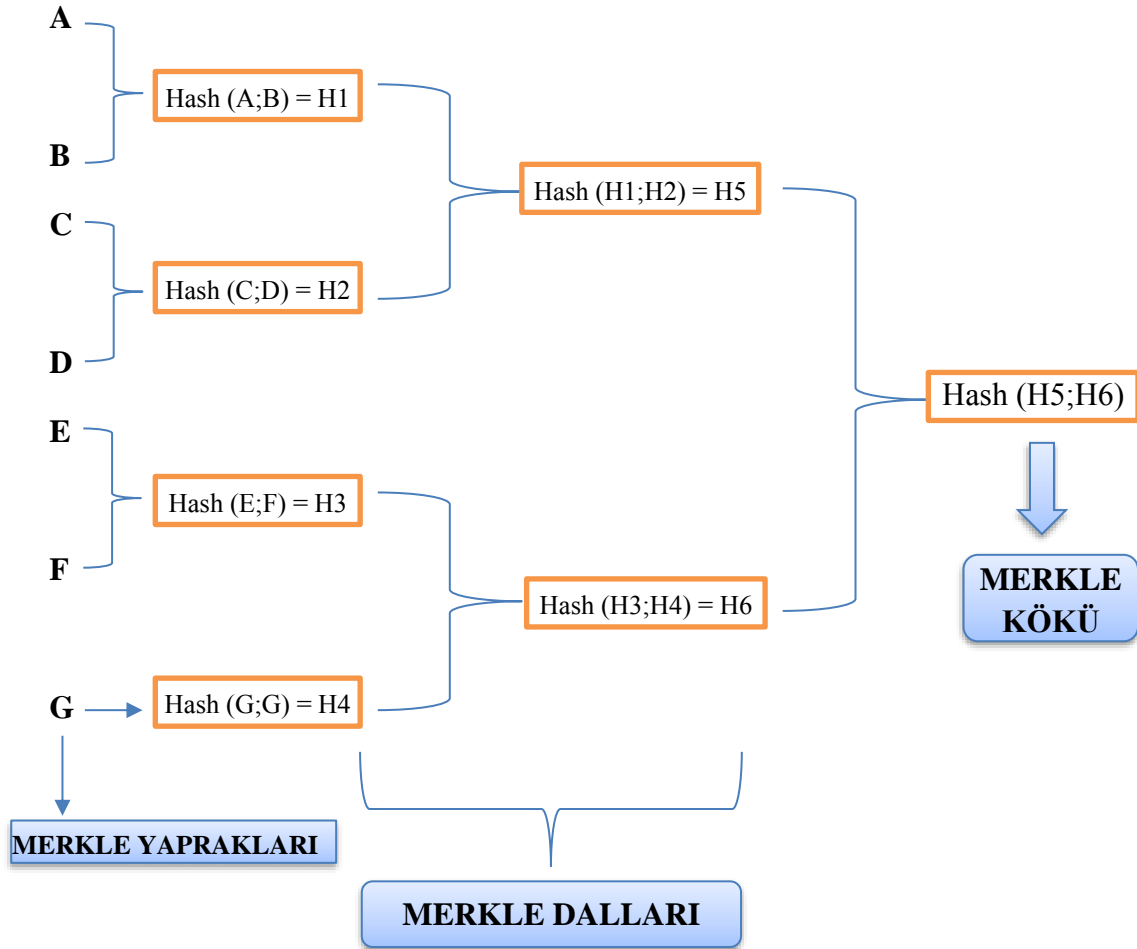 A
Hash (A;B) = H1
B
Hash (H1;H2) = H5
C
Hash (C;D) = H2
D
Hash (H5;H6)
E
Hash (E;F) = H3
F
MERKLE
KÖKÜ
Hash (H3;H4) = H6
G
Hash (G;G) = H4
MERKLE YAPRAKLARI
MERKLE DALLARI